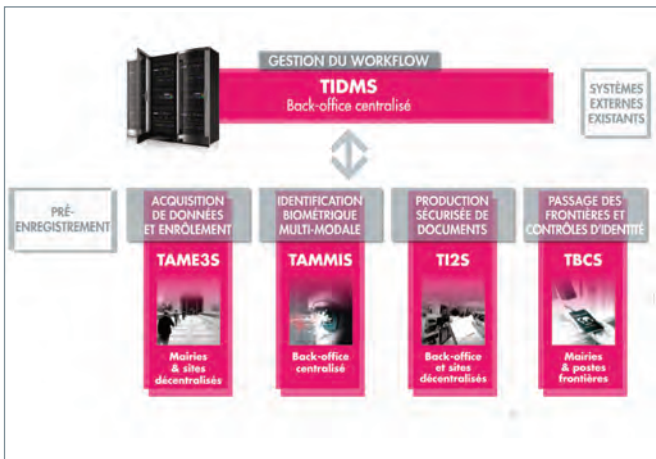 GESTION DU WORKFLOW
TIDMS
Back-office centralisé
SYSTÈMES
EXTERNES
EXISTANTS
PRÉ-
ENREGISTREMENT
ACQUISITION
DE DONNÉES
ET ENRÔLEMENT
TAME3S
Mairies
& sites
décentralisés
IDENTIFICATION
BIOMÉTRIQUE
MULTI-MODALE
TAMMIS
Back-office
centralisé
PRODUCTION
SÉCURISÉE DE
DOCUMENTS
TI2S
Back-office
et sites
décentralisés
PASSAGE DES
FRONTIÈRES ET
CONTRÔLES D'IDENTITÉ
TBCS
Mairies
& postes
frontières